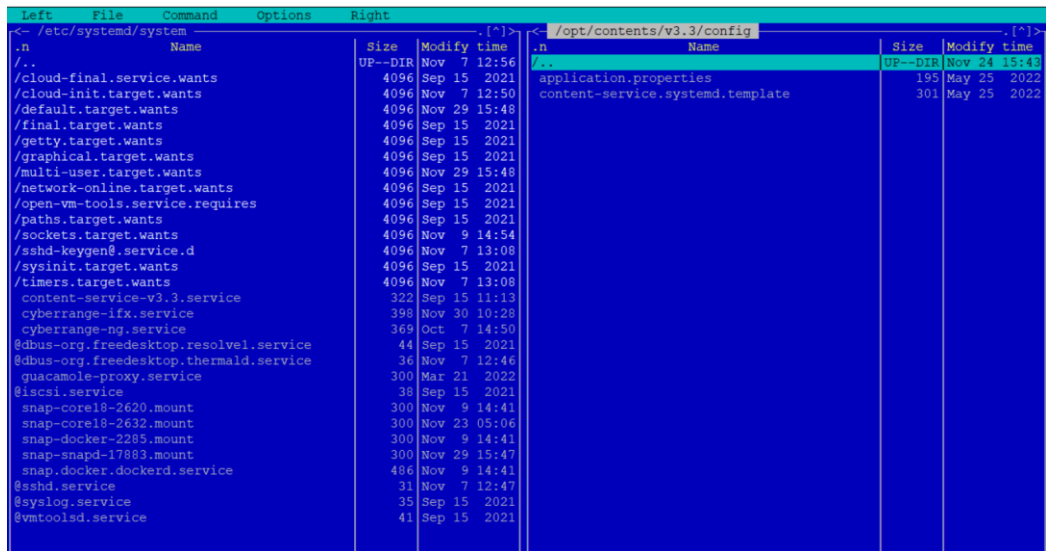 Left File Command Options Right
<- /etc/systemd/system .[^]>
.n Name Size Modify time
/.. UP--DIR Nov 7 12:56
/cloud-final.service.wants 4096 Sep 15 2021
/cloud-init.target.wants 4096 Nov 7 12:50
/default.target.wants 4096 Nov 29 15:48
/final.target.wants 4096 Sep 15 2021
/getty.target.wants 4096 Sep 15 2021
/graphical.target.wants 4096 Sep 15 2021
/multi-user.target.wants 4096 Nov 29 15:48
/network-online.target.wants 4096 Sep 15 2021
/open-vm-tools.service.requires 4096 Sep 15 2021
/paths.target.wants 4096 Sep 15 2021
/sockets.target.wants 4096 Nov 9 14:54
/sshd-keygen@.service.d 4096 Nov 7 13:08
/sysinit.target.wants 4096 Sep 15 2021
/timers.target.wants 4096 Nov 7 13:08
content-service-v3.3.service 322 Sep 15 11:13
cyberrange-ifx.service 398 Nov 30 10:28
cyberrange-ng.service 369 Oct 7 14:50
@dbus-org.freedesktop.resolve1.service 44 Sep 15 2021
@dbus-org.freedesktop.thermald.service 36 Nov 7 12:46
guacamole-proxy.service 300 Mar 21 2022
@iscsi.service 38 Sep 15 2021
snap-core18-2620.mount 300 Nov 9 14:41
snap-core18-2632.mount 300 Nov 23 05:06
snap-docker-2285.mount 300 Nov 9 14:41
snap-snapd-17883.mount 300 Nov 29 15:47
snap.docker.dockerd.service 486 Nov 9 14:41
@sshd.service 31 Nov 7 12:47
@syslog.service 35 Sep 15 2021
@vmtoolsd.service 41 Sep 15 2021
<- /opt/contents/v3.3/config .[^]>
.n Name Size Modify time
/.. UP--DIR Nov 24 15:43
application.properties 195 May 25 2022
content-service.systemd.template 301 May 25 2022